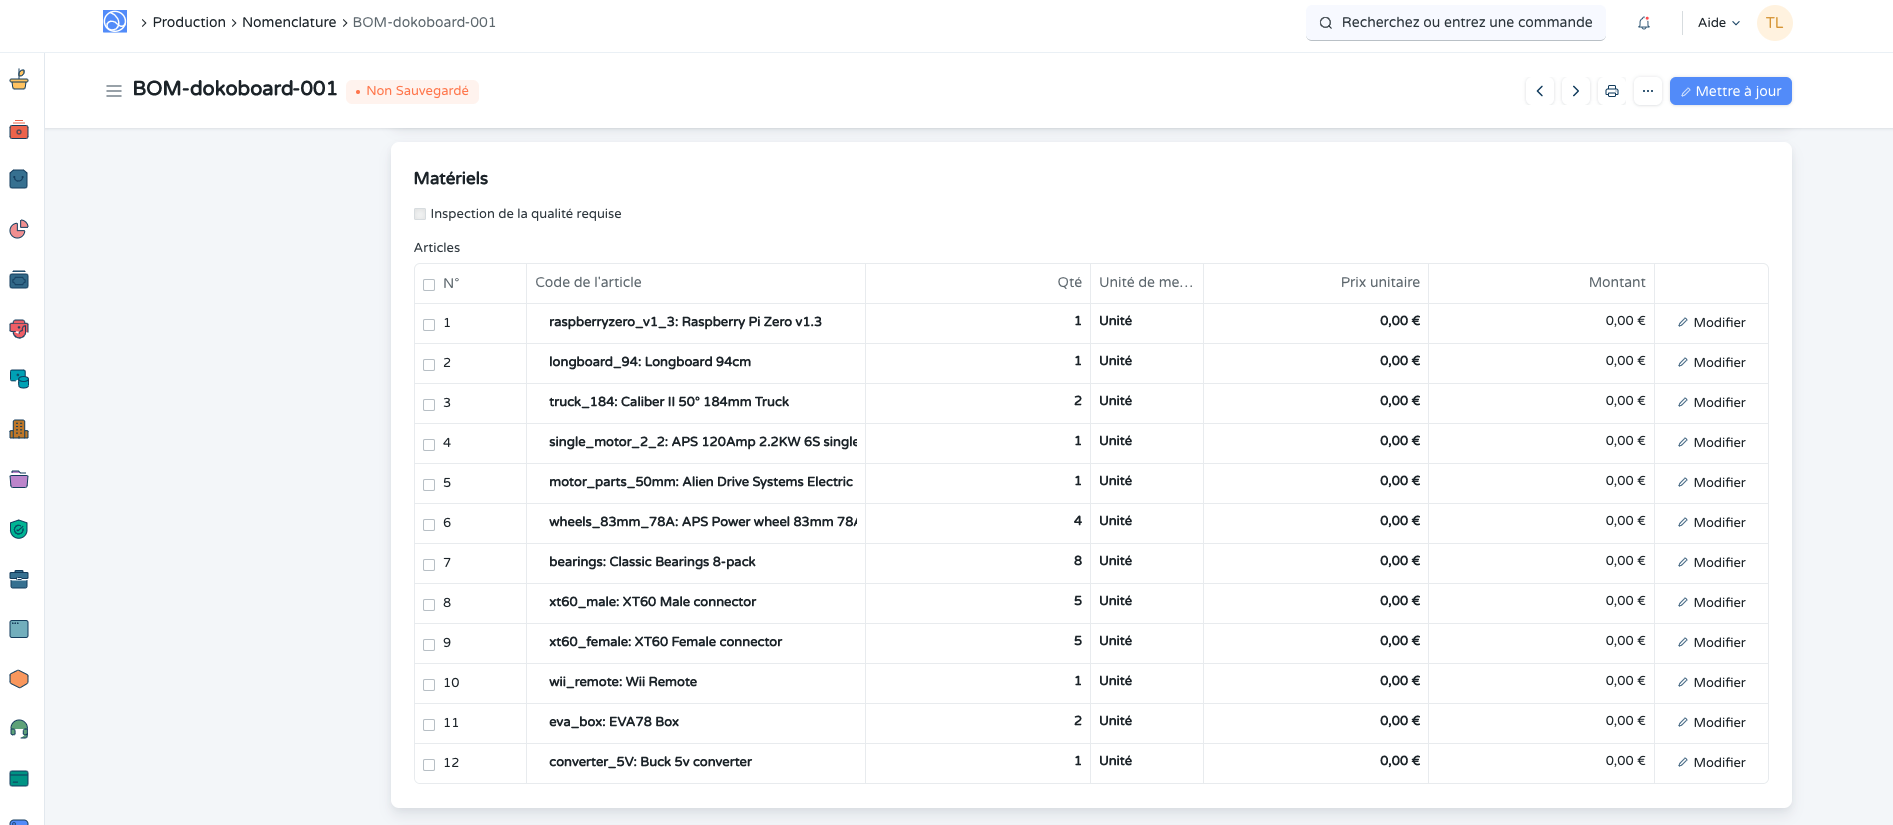 Production Nomenclature BOM-dokoboard-001
Recherchez ou entrez une commande
Aide
TL
BOM-dokoboard-001
Non Sauvegardé
Mettre à jour
Matériels
Inspection de la qualité requise
Articles
N° Code de l'article Qté Unité de me... Prix unitaire Montant
1 raspberryzero_v1_3: Raspberry Pi Zero v1.3 1 Unité 0,00 € 0,00 € Modifier
2 longboard_94: Longboard 94cm 1 Unité 0,00 € 0,00 € Modifier
3 truck_184: Caliber II 50° 184mm Truck 2 Unité 0,00 € 0,00 € Modifier
4 single_motor_2_2: APS 120Amp 2.2KW 6S single 1 Unité 0,00 € 0,00 € Modifier
5 motor_parts_50mm: Alien Drive Systems Electric 1 Unité 0,00 € 0,00 € Modifier
6 wheels_83mm_78A: APS Power wheel 83mm 78A 4 Unité 0,00 € 0,00 € Modifier
7 bearings: Classic Bearings 8-pack 8 Unité 0,00 € 0,00 € Modifier
8 xt60_male: XT60 Male connector 5 Unité 0,00 € 0,00 € Modifier
9 xt60_female: XT60 Female connector 5 Unité 0,00 € 0,00 € Modifier
10 wii_remote: Wii Remote 1 Unité 0,00 € 0,00 € Modifier
11 eva_box: EVA78 Box 2 Unité 0,00 € 0,00 € Modifier
12 converter_5V: Buck 5v converter 1 Unité 0,00 € 0,00 € Modifier